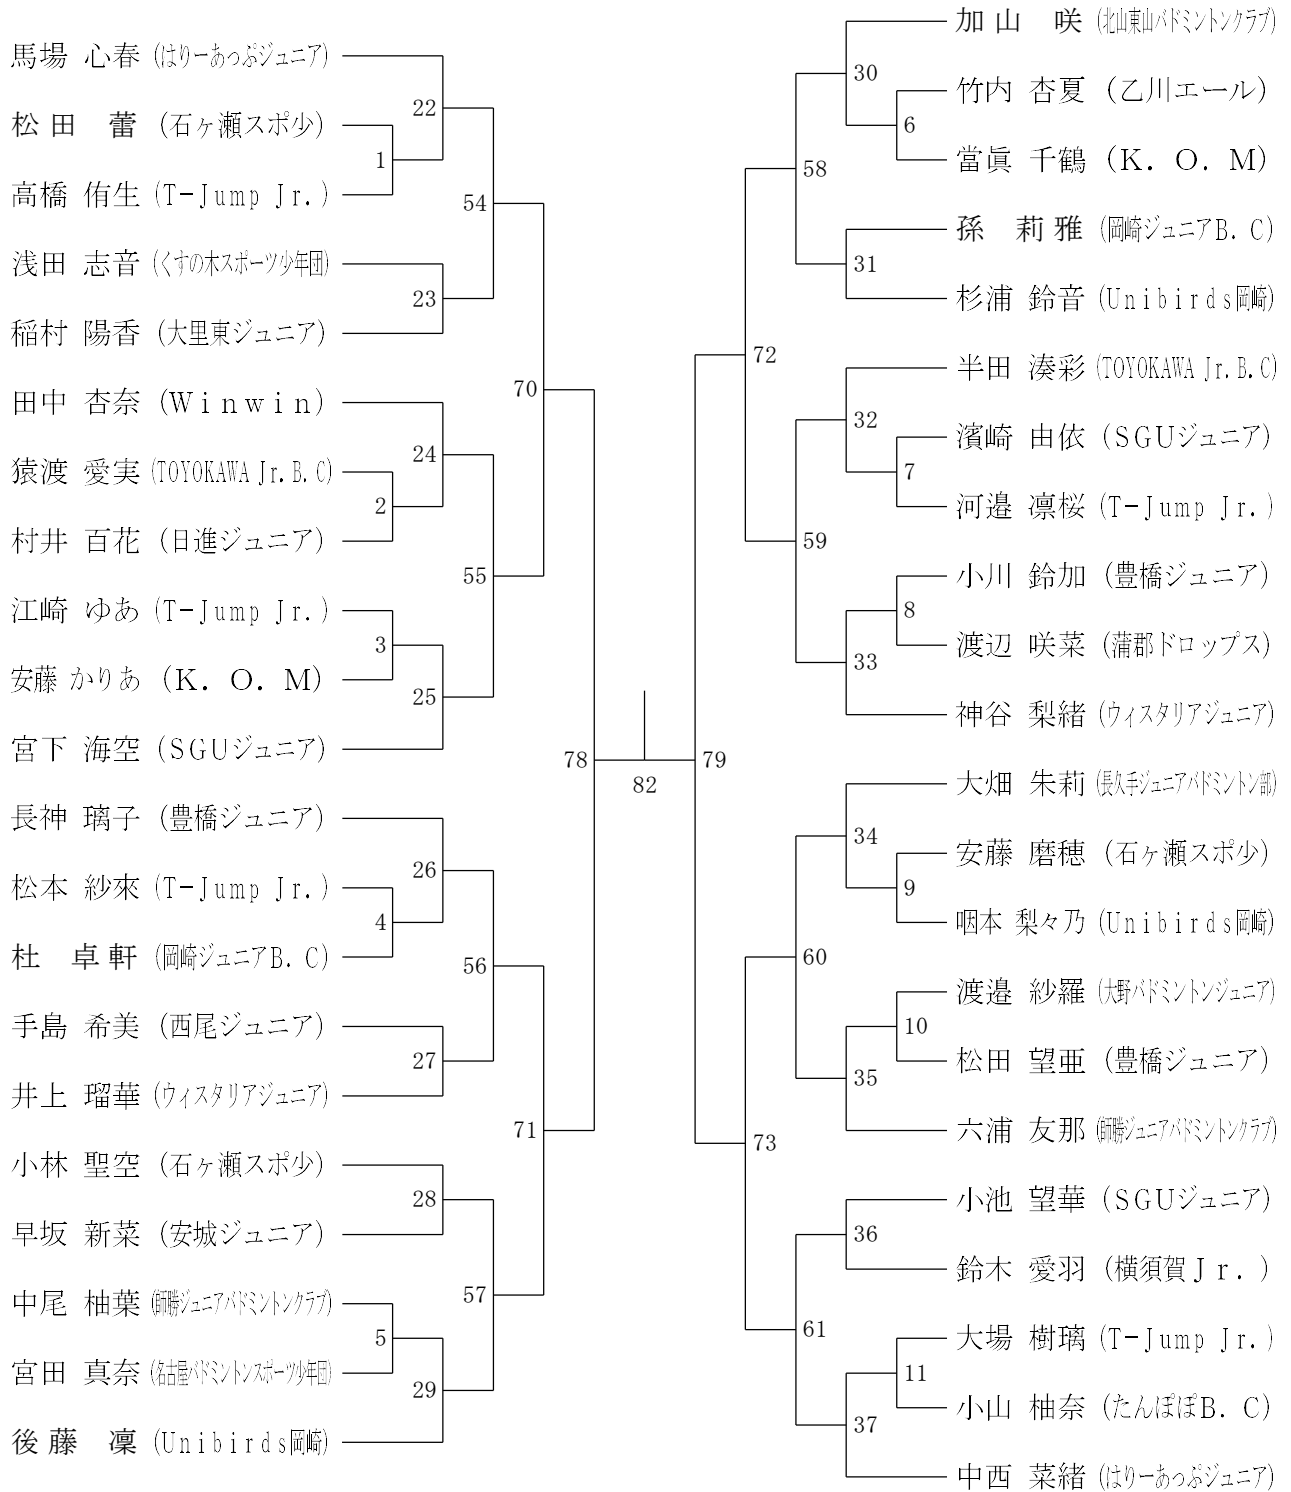 馬場 心春 (はりーあっぷジュニア)
22
松田 蕾 (石ヶ瀬スポ少)
1
高橋 侑生 (T-Jump Jr.)
54
浅田 志音 (くすの木スポーツ少年団)
23
稲村 陽香 (大里東ジュニア)
70
田中 杏奈 (Winwin)
24
猿渡 愛実 (TOYOKAWA Jr.B.C)
2
村井 百花 (日進ジュニア)
55
江崎 ゆあ (T-Jump Jr.)
3
安藤 かりあ (K.O.M)
25
宮下 海空 (SGUジュニア)
78
82
79
長神 璃子 (豊橋ジュニア)
26
松本 紗來 (T-Jump Jr.)
4
杜 卓軒 (岡崎ジュニアB.C)
56
手島 希美 (西尾ジュニア)
27
井上 瑠華 (ウィスタリアジュニア)
71
小林 聖空 (石ヶ瀬スポ少)
28
早坂 新菜 (安城ジュニア)
57
中尾 柚葉 (師勝ジュニアバドミントンクラブ)
5
宮田 真奈 (名古屋バドミントンスポーツ少年団)
29
後藤 凜 (Unibirds岡崎)
加山 咲 (北山東山バドミントンクラブ)
30
竹内 杏夏 (乙川エール)
6
當眞 千鶴 (K.O.M)
58
孫 莉雅 (岡崎ジュニアB.C)
31
杉浦 鈴音 (Unibirds岡崎)
72
半田 湊彩 (TOYOKAWA Jr.B.C)
32
濱崎 由依 (SGUジュニア)
7
河邉 凛桜 (T-Jump Jr.)
59
小川 鈴加 (豊橋ジュニア)
8
渡辺 咲菜 (蒲郡ドロップス)
33
神谷 梨緒 (ウィスタリアジュニア)
大畑 朱莉 (長久手ジュニアバドミントン部)
34
安藤 磨穂 (石ヶ瀬スポ少)
9
咽本 梨々乃 (Unibirds岡崎)
60
渡邉 紗羅 (大野バドミントンジュニア)
10
松田 望亜 (豊橋ジュニア)
35
六浦 友那 (師勝ジュニアバドミントンクラブ)
73
小池 望華 (SGUジュニア)
36
鈴木 愛羽 (横須賀Jr.)
61
大場 樹璃 (T-Jump Jr.)
11
小山 柚奈 (たんぽぽB.C)
37
中西 菜緒 (はりーあっぷジュニア)